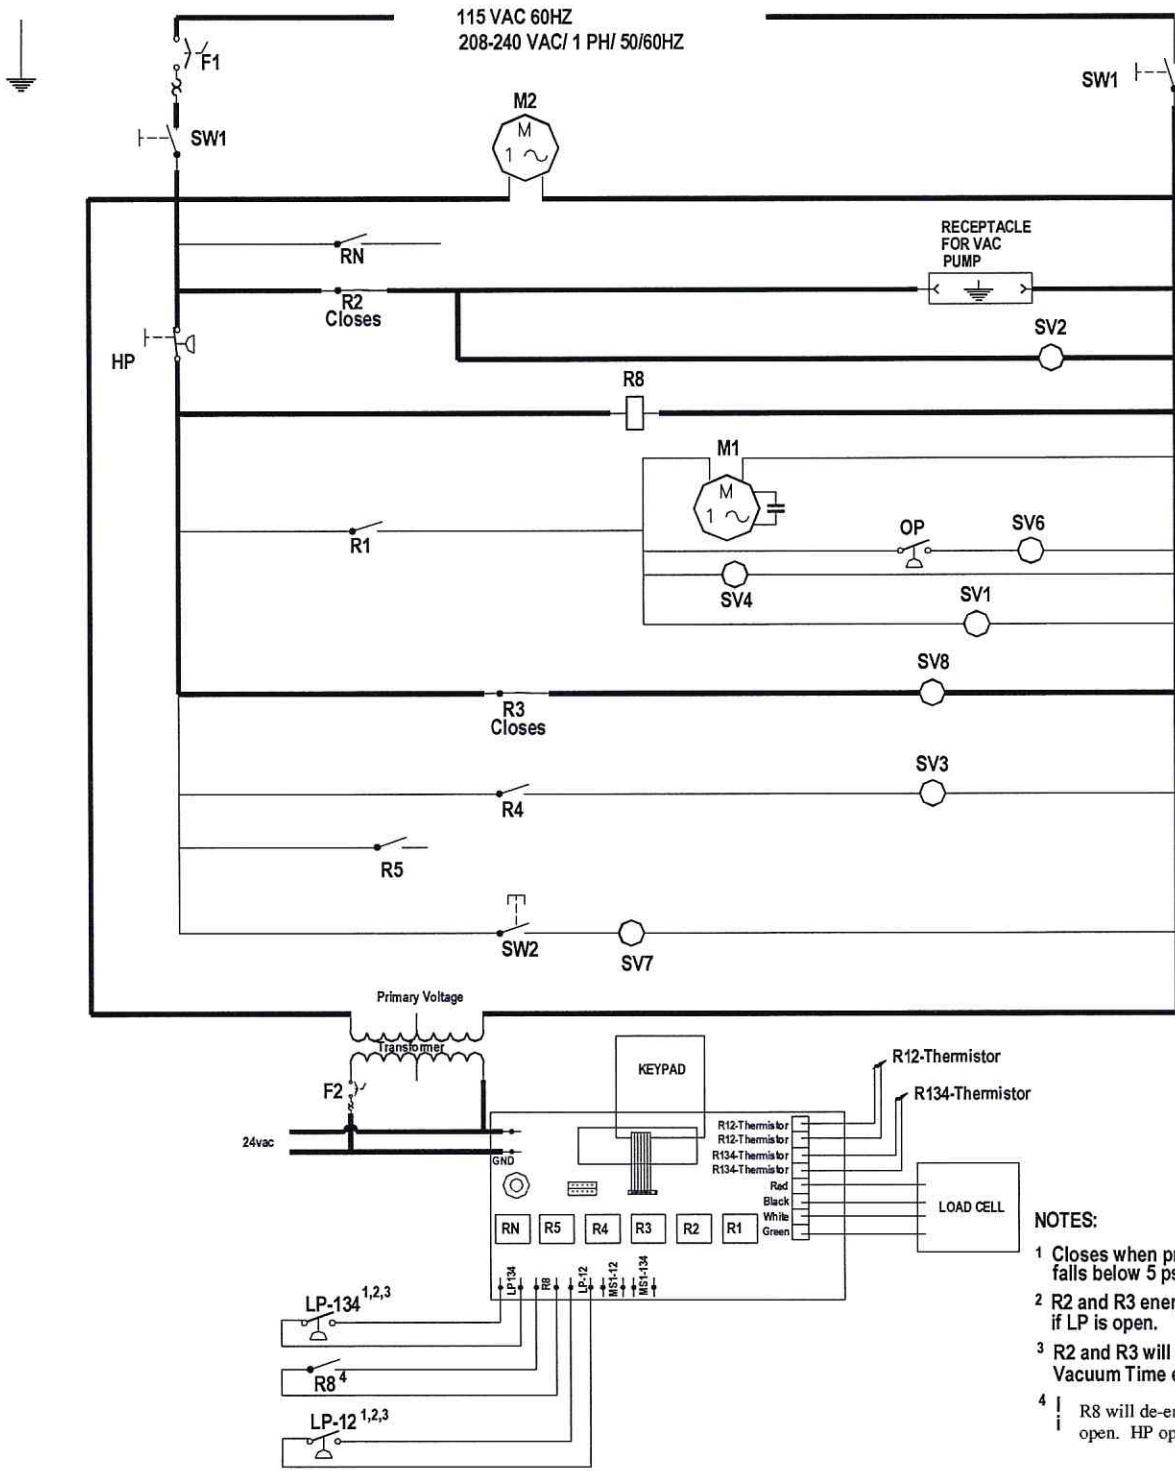 115 VAC 60HZ
208-240 VAC/ 1 PH/ 50/60HZ
F1
SW1
SW1
M2
M
1
RN
R2
Closes
RECEPTACLE
FOR VAC
PUMP
SV2
HP
R8
M1
M
1
R1
OP
SV6
SV4
SV1
SV8
R3
Closes
SV3
R4
R5
SW2
SV7
Primary Voltage
Transformer
F2
24vac
GND
KEYPAD
R12-Thermistor
R134-Thermistor
R12-Thermistor
R12-Thermistor
R134-Thermistor
R134-Thermistor
Red
Black
White
Green
LOAD CELL
RN
R5
R4
R3
R2
R1
LP134
R8
LP-12
MS1-12
MS1-134
LP-134 1,2,3
R8 4
LP-12 1,2,3
NOTES:
1 Closes when
falls below 5
2 R2 and R3
if LP is open.
3 R2 and R3 will
Vacuum Time
4 R8 will
open. HP